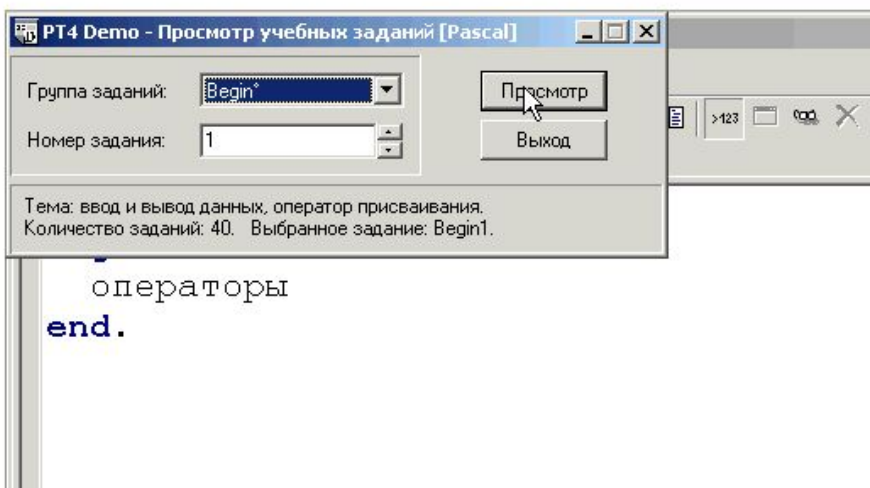 PT4 Demo - Просмотр учебных заданий [Pascal]
Группа заданий: Begin* Просмотр
Номер задания: 1 Выход
>123
Тема: ввод и вывод данных, оператор присваивания.
Количество заданий: 40. Выбранное задание: Begin1.
операторы
end.